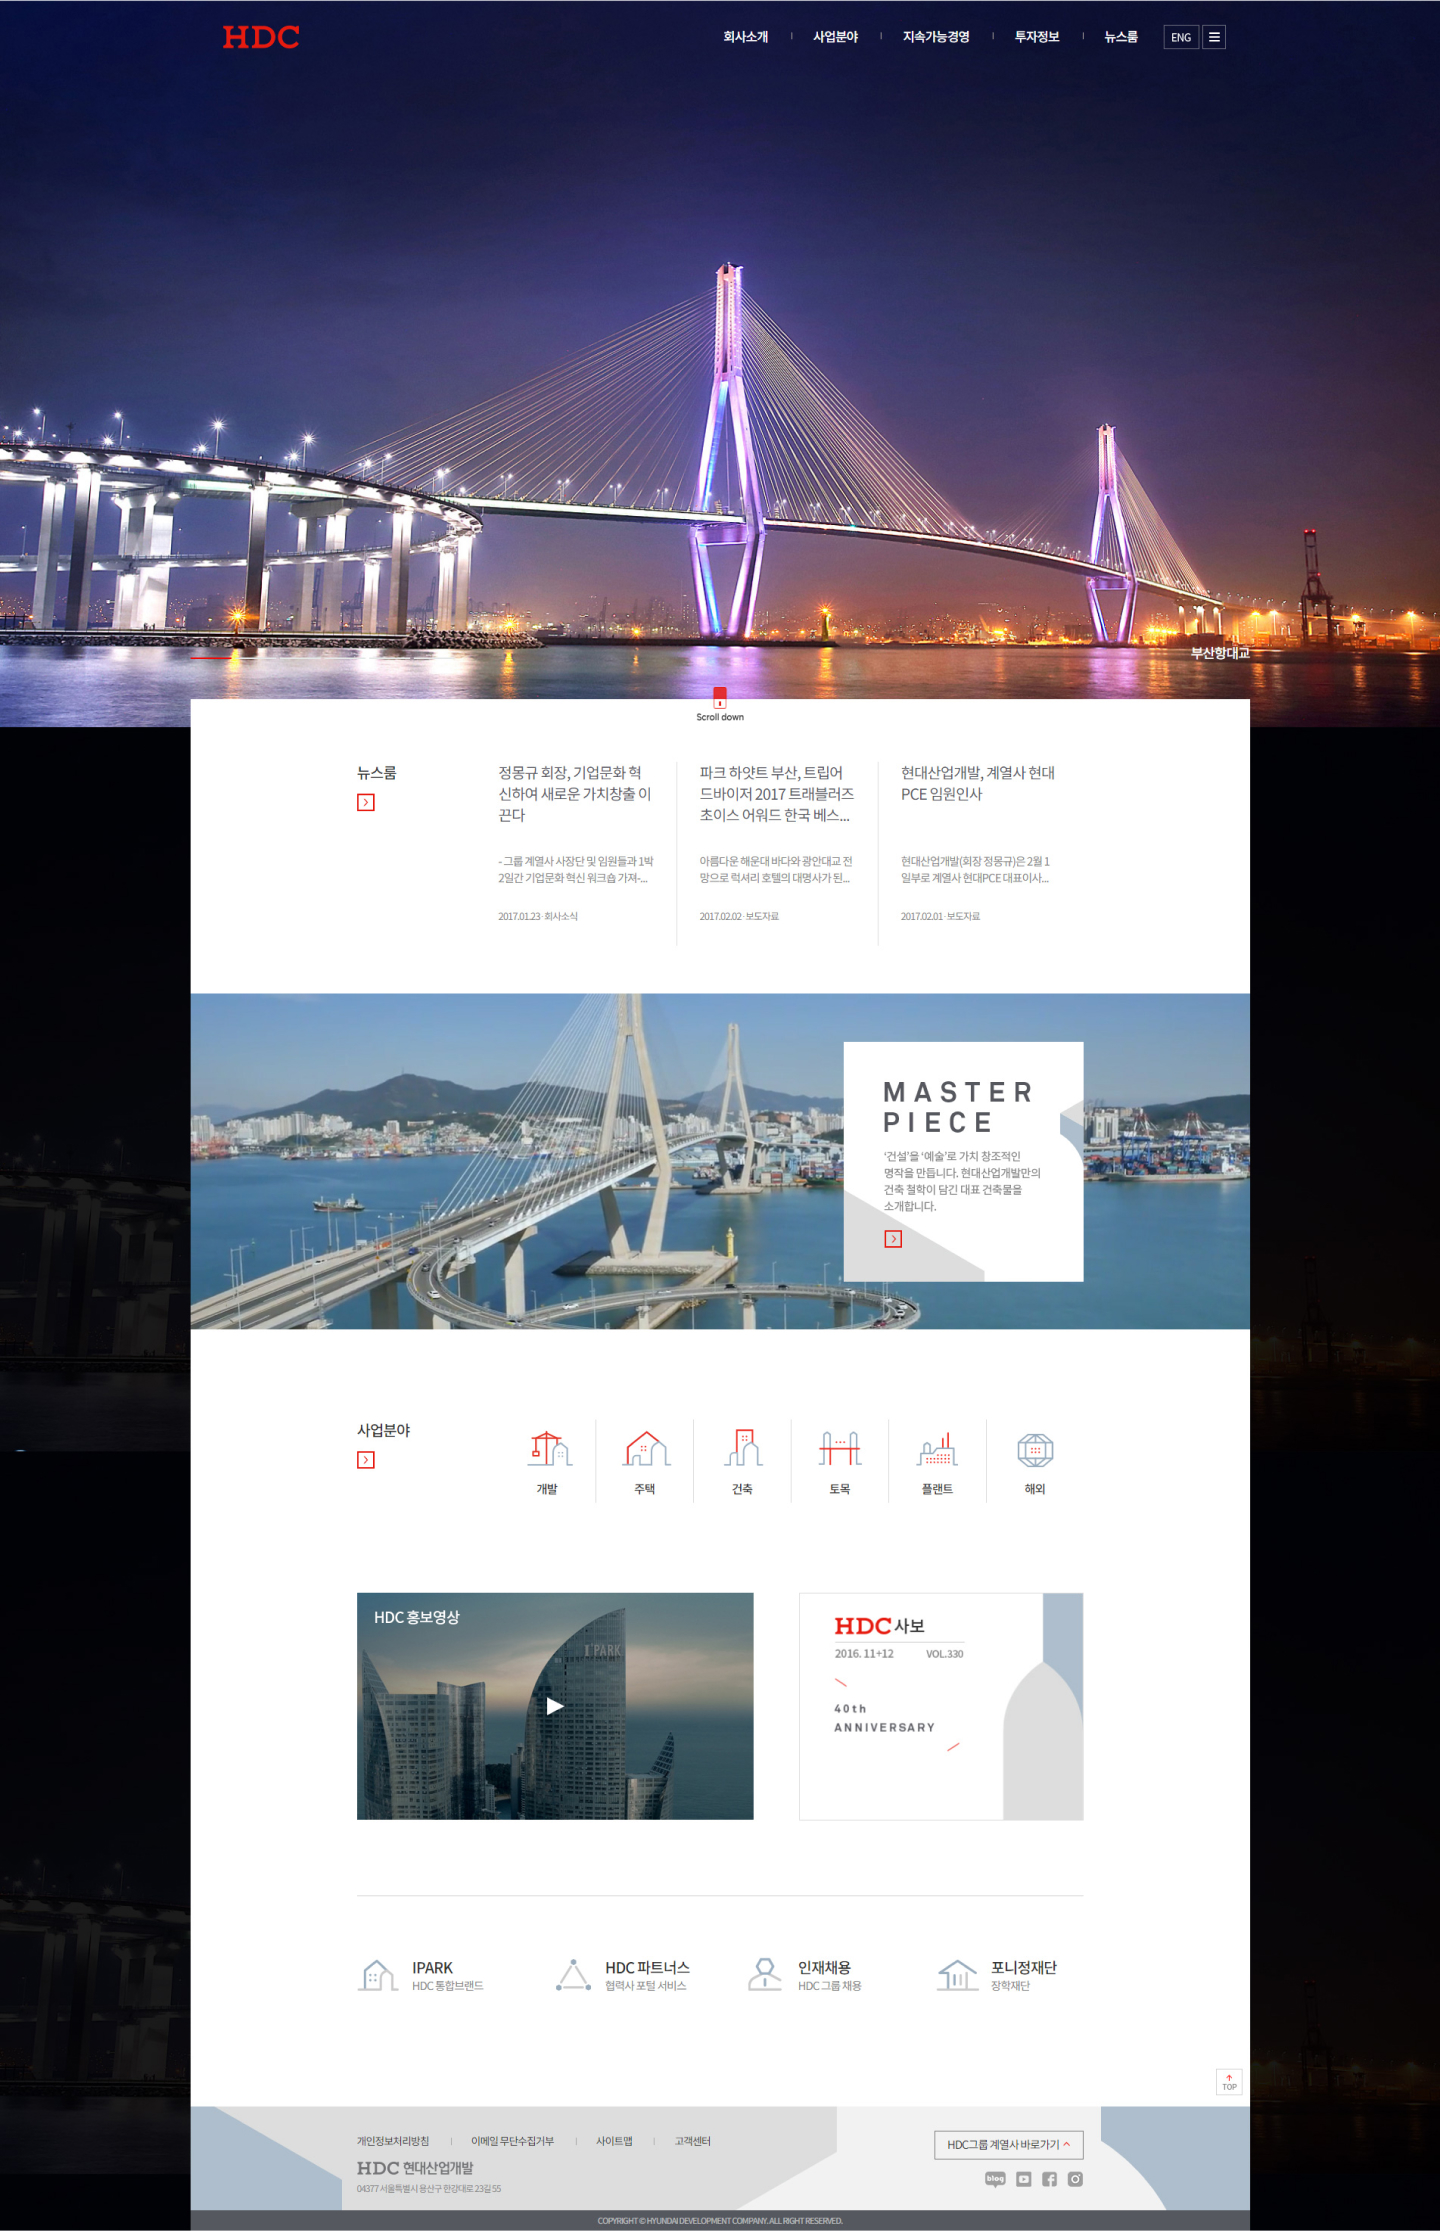 HDC
회사소개 사업분야 지속가능경영 투자정보 뉴스룸 ENG
부산항대교
Scroll down
뉴스룸
정몽규 회장, 기업문화 혁
신하여 새로운 가치창출 이
끈다
- 그룹 계열사 사장단 및 임원들과 1박
2일간 기업문화 혁신 워크숍 가져-...
2017.01.23 · 회사소식
파크 하얏트 부산, 트립어
드바이저 2017 트래블러즈
초이스 어워드 한국 베스...
아름다운 해운대 바다와 광안대교 전
망으로 럭셔리 호텔의 대명사가 된...
2017.02.02 · 보도자료
현대산업개발, 계열사 현대
PCE 임원인사
현대산업개발(회장 정몽규)은 2월 1
일부로 계열사 현대PCE 대표이사...
2017.02.01 · 보도자료
MASTER
PIECE
‘건설’을 ‘예술’로 가치 창조적인
명작을 만듭니다. 현대산업개발만의
건축 철학이 담긴 대표 건축물을
소개합니다.
사업분야
개발 주택 건축 토목 플랜트 해외
HDC 홍보영상
I'PARK
HDC 사보
2016. 11+12 VOL.330
40th
ANNIVERSARY
IPARK
HDC 통합브랜드
HDC 파트너스
협력사 포털 서비스
인재채용
HDC 그룹 채용
포니정재단
장학재단
TOP
개인정보처리방침 이메일 무단수집거부 사이트맵 고객센터
HDC그룹 계열사 바로가기
HDC 현대산업개발
blog
04377 서울특별시 용산구 한강대로 23길 55
COPYRIGHT © HYUNDAI DEVELOPMENT COMPANY. ALL RIGHT RESERVED.